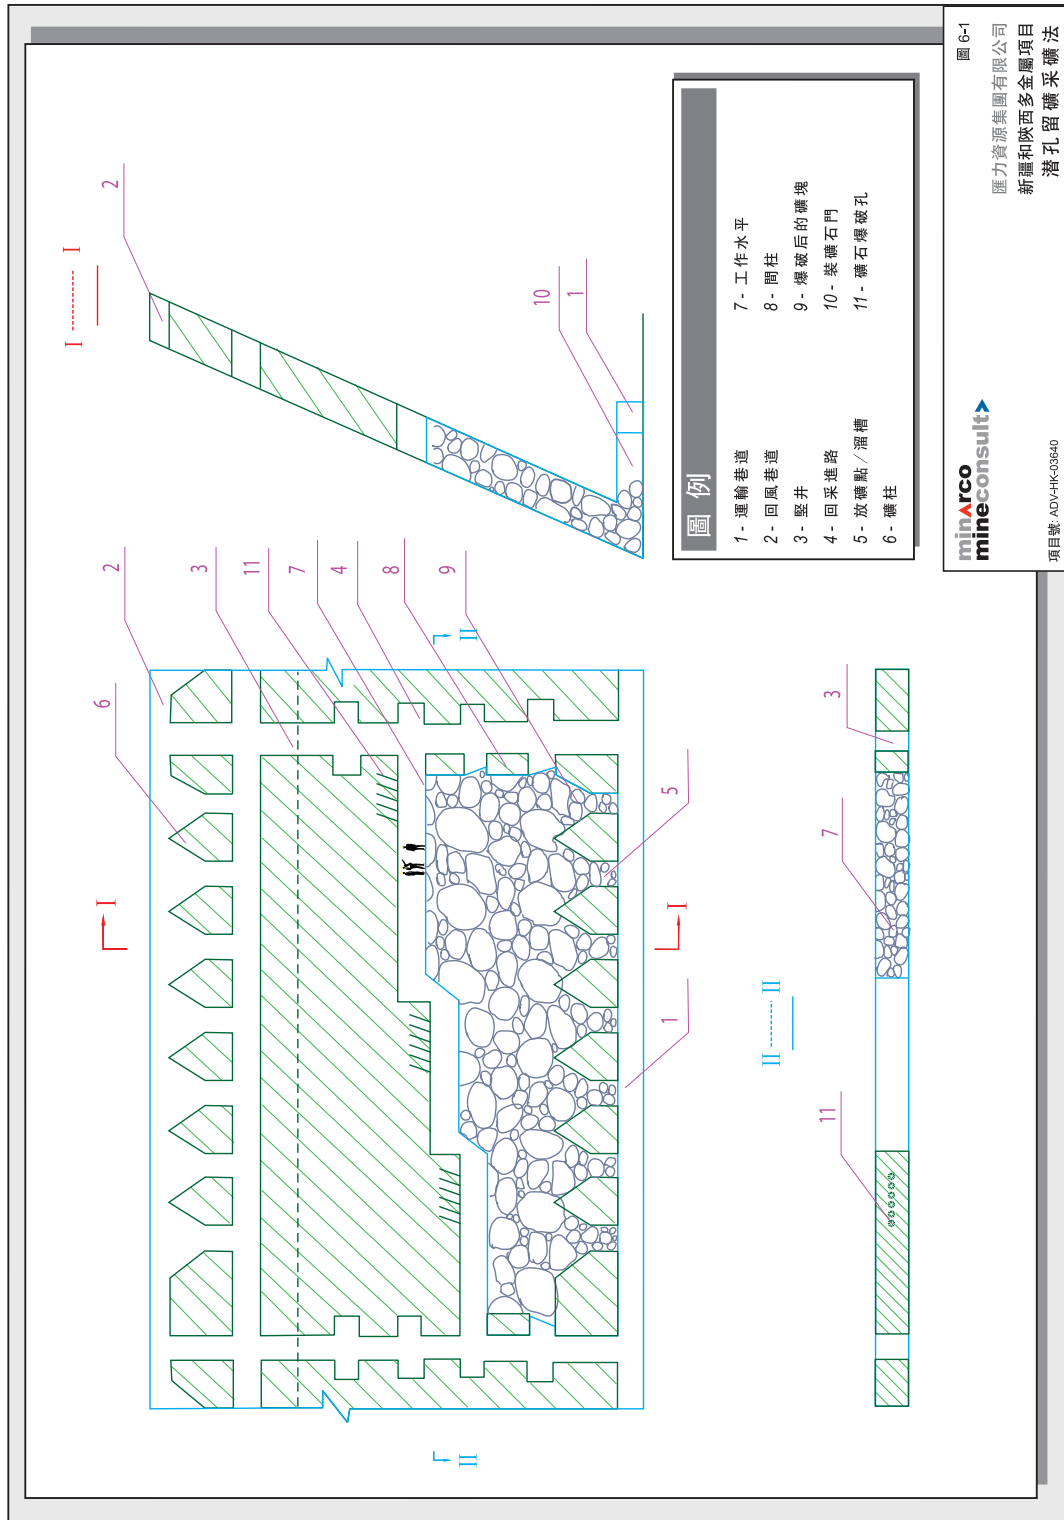 圖 6-1
匯力資源集團有限公司
新疆和陝西多金屬項目
潛孔留礦采礦法
minarco
mineconsult
項目號: ADV-HK-03640
圖 例
1 - 運輸巷道
2 - 回風巷道
3 - 竪井
4 - 回采進路
5 - 放礦點/溜槽
6 - 礦柱
7 - 工作水平
8 - 間柱
9 - 爆破后的礦塊
10 - 裝礦石門
11 - 礦石爆破孔
I I
2
10
1
2
3
11
7
4
8
9
6
5
1
I
I
II
II
II II
3
7
11